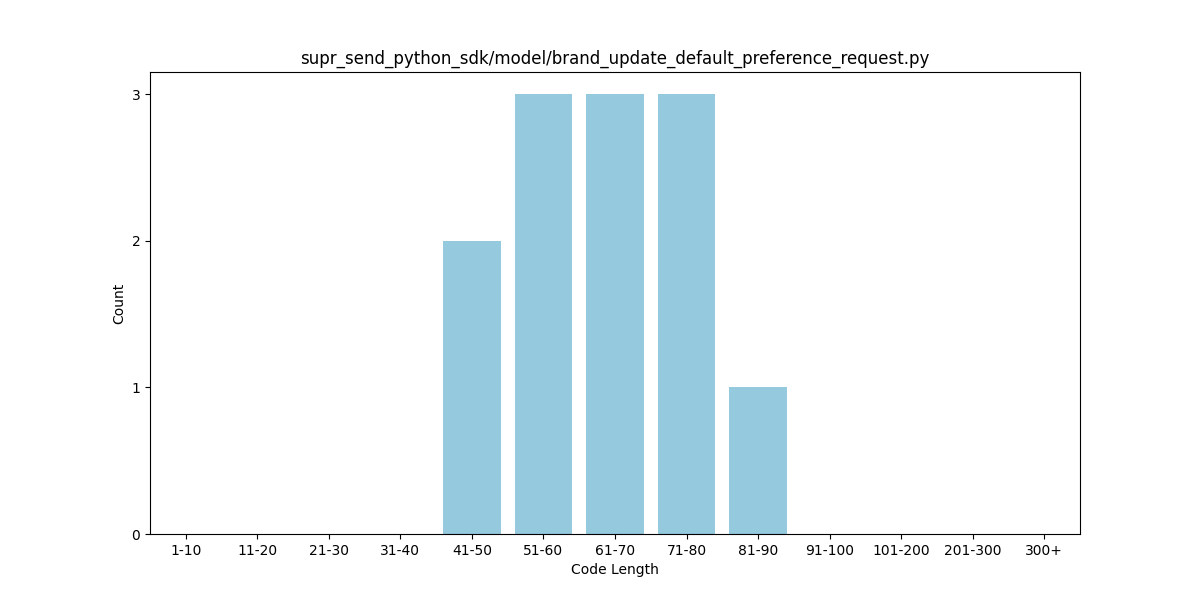 supr_send_python_sdk/model/brand_update_default_preference_request.py
3
2
1
0
Count
1-10 11-20 21-30 31-40 41-50 51-60 61-70 71-80 81-90 91-100 101-200 201-300 300+
Code Length